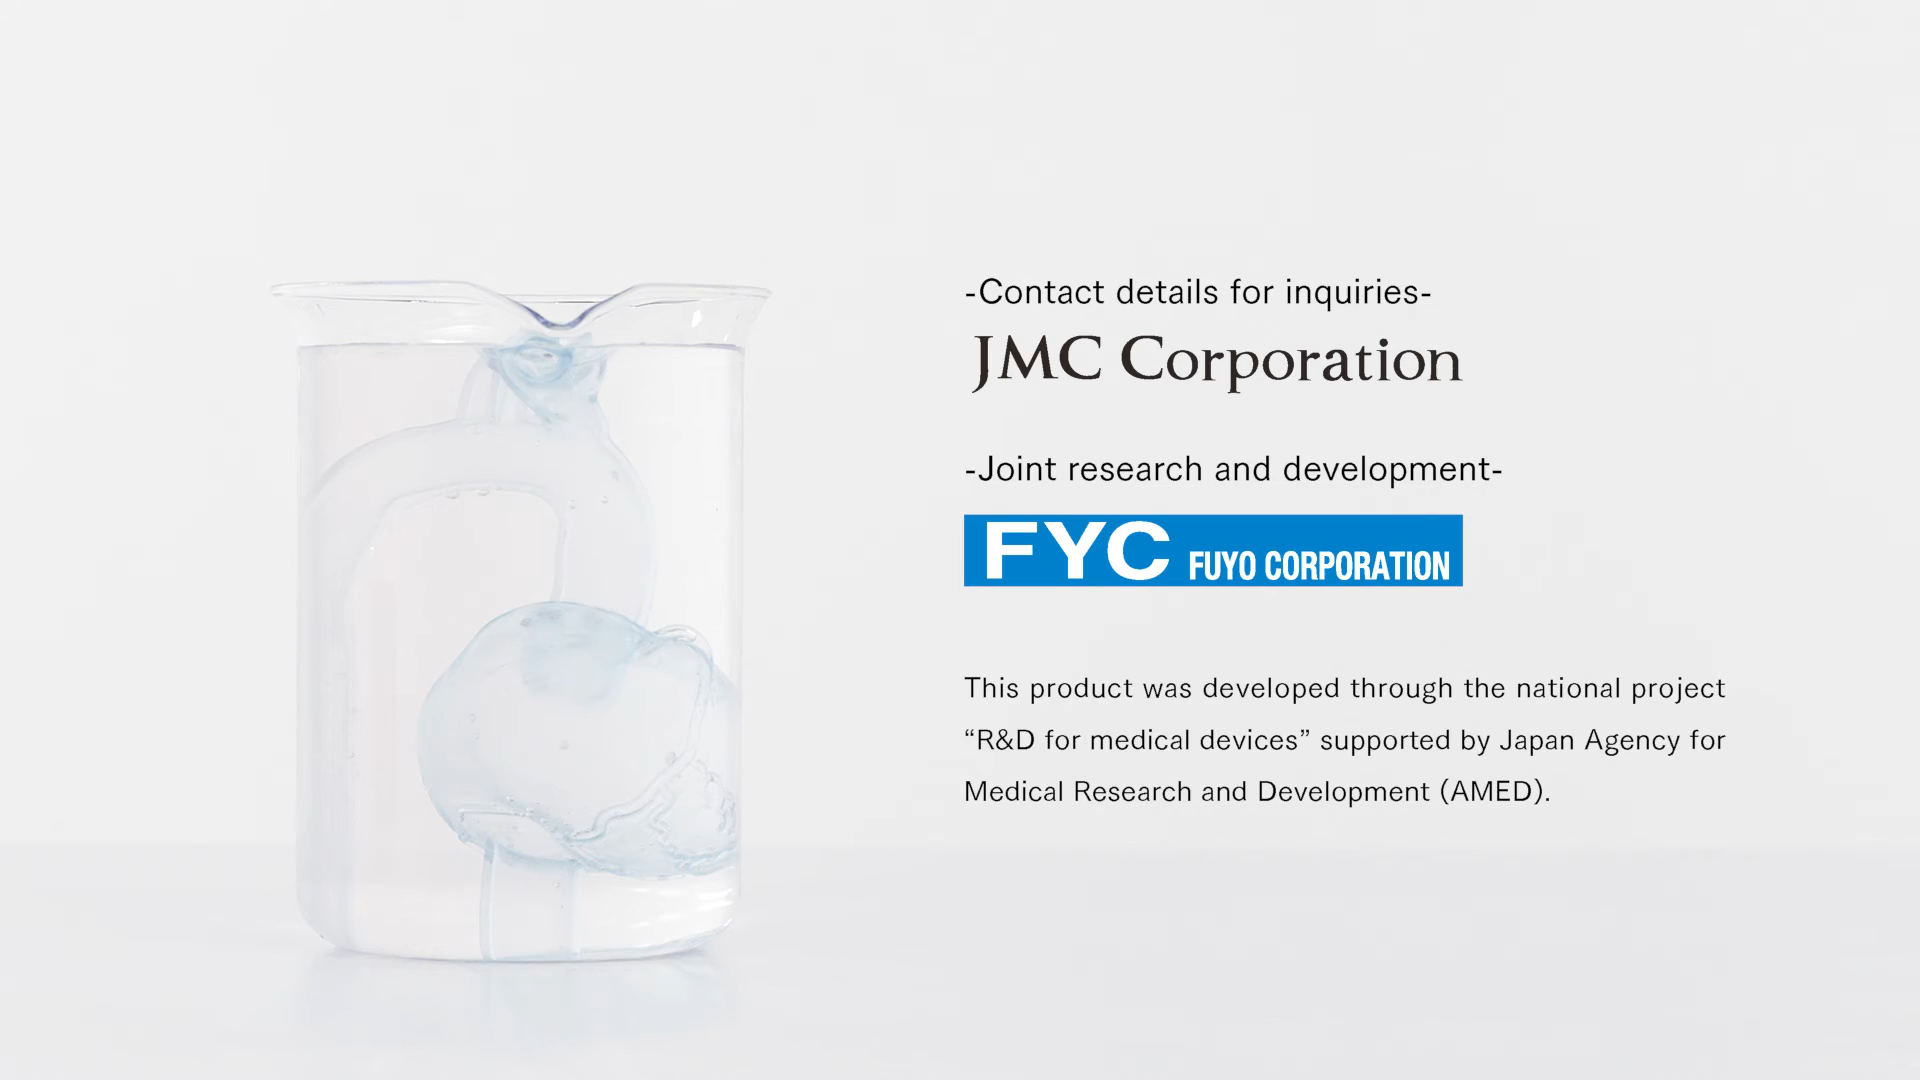 -Contact details for inquiries-
JMC Corporation
-Joint research and development-
FYC FUYO CORPORATION
This product was developed through the national project
“R&D for medical devices” supported by Japan Agency for
Medical Research and Development (AMED).